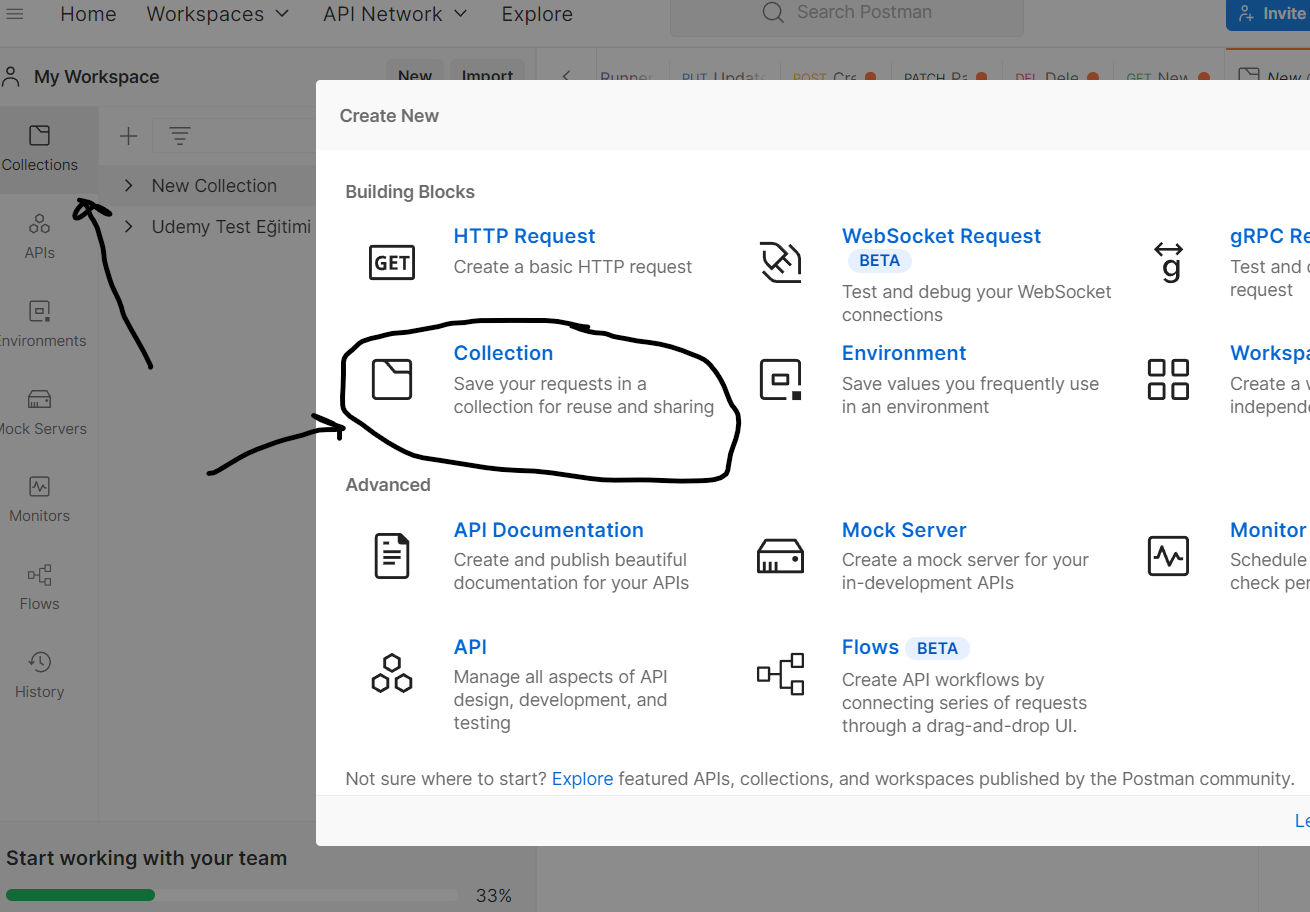 Home Workspaces API Network Explore Search Postman Invite
My Workspace New Import Runner PUT Update POST Cre PATCH Pa DEL Dele GET New New
Create New
Collections
New Collection
Udemy Test Eğitimi
APIs
Environments
Mock Servers
Monitors
Flows
History
Building Blocks
HTTP Request
GET
Create a basic HTTP request
WebSocket Request
BETA
Test and debug your WebSocket
connections
gRPC Re
g
Test and
request
Collection
Save your requests in a
collection for reuse and sharing
Environment
Save values you frequently use
in an environment
Workspa
Create a w
independ
Advanced
API Documentation
Create and publish beautiful
documentation for your APIs
Mock Server
Create a mock server for your
in-development APIs
Monitor
Schedule
check per
API
Manage all aspects of API
design, development, and
testing
Flows BETA
Create API workflows by
connecting series of requests
through a drag-and-drop UI.
Not sure where to start? Explore featured APIs, collections, and workspaces published by the Postman community.
Le
Start working with your team
33%